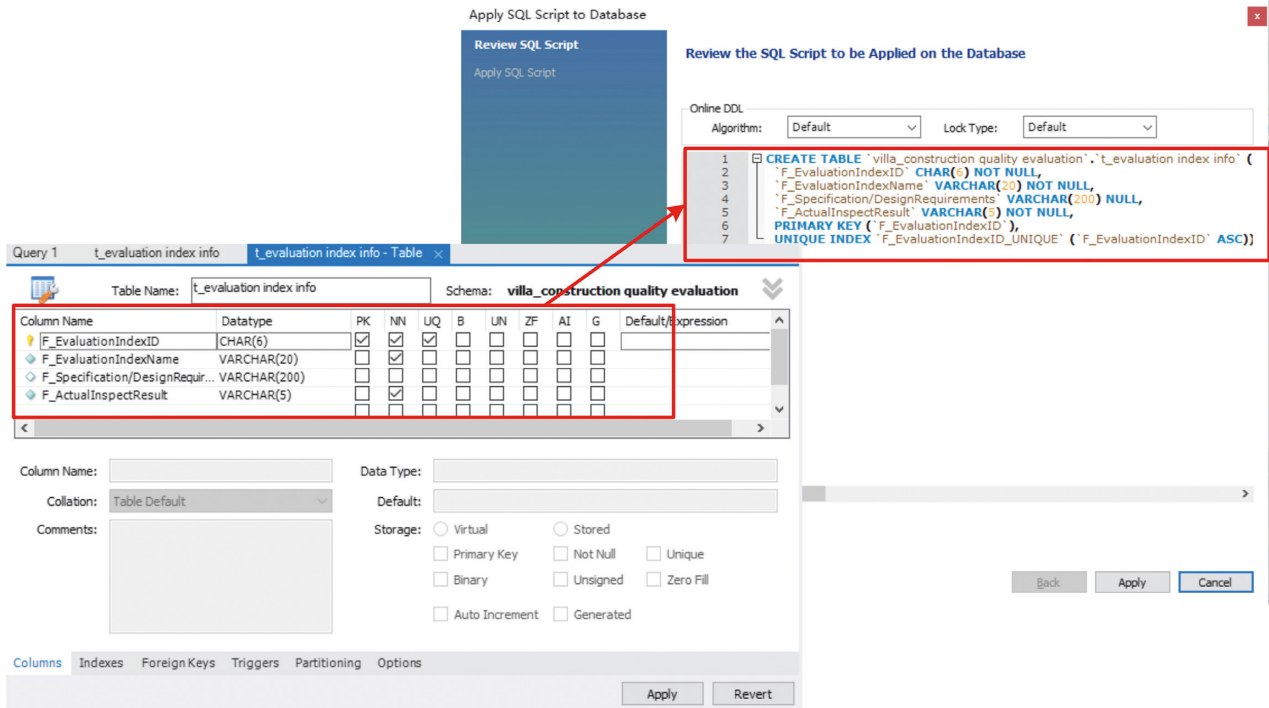 Apply SQL Script to Database
x
Review SQL Script
Apply SQL Script
Review the SQL Script to be Applied on the Database
Online DDL
Algorithm: Default Lock Type: Default
1 CREATE TABLE `villa_construction quality evaluation`.`t_evaluation index info` (
2 `F_EvaluationIndexID` CHAR(6) NOT NULL,
3 `F_EvaluationIndexName` VARCHAR(20) NOT NULL,
4 `F_Specification/DesignRequirements` VARCHAR(200) NULL,
5 `F_ActualInspectResult` VARCHAR(5) NOT NULL,
6 PRIMARY KEY (`F_EvaluationIndexID`),
7 UNIQUE INDEX `F_EvaluationIndexID_UNIQUE` (`F_EvaluationIndexID` ASC))
Query 1 t_evaluation index info t_evaluation index info - Table ×
Table Name: t_evaluation index info Schema: villa_construction quality evaluation
Column Name Datatype PK NN UQ B UN ZF AI G Default/Expression
F_EvaluationIndexID CHAR(6)
F_EvaluationIndexName VARCHAR(20)
F_Specification/DesignRequir... VARCHAR(200)
F_ActualInspectResult VARCHAR(5)
Column Name: Data Type:
Collation: Table Default Default:
Comments: Storage: Virtual Stored
Primary Key Not Null Unique
Binary Unsigned Zero Fill
Auto Increment Generated
Back Apply Cancel
Columns Indexes Foreign Keys Triggers Partitioning Options
Apply Revert